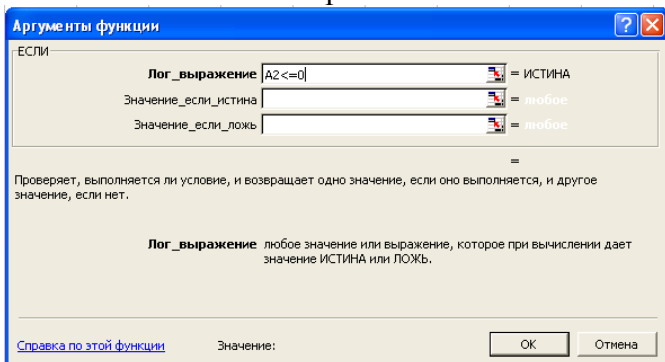 Аргументы функции
ЕСЛИ
Лог_выражение A2<=0 = ИСТИНА
Значение_если_истина = любое
Значение_если_ложь = любое
=
Проверяет, выполняется ли условие, и возвращает одно значение, если оно выполняется, и другое
значение, если нет.
Лог_выражение любое значение или выражение, которое при вычислении дает
значение ИСТИНА или ЛОЖЬ.
Справка по этой функции Значение: ОК Отмена